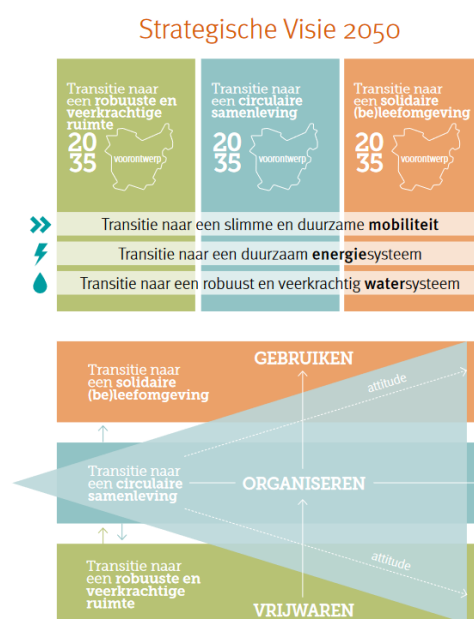 Strategische Visie 2050
Transitie naar
een robuuste en
veerkrachtige
ruimte
20
35
voorontwerp
Transitie naar
een circulaire
samenleving
20
35
voorontwerp
Transitie naar
een solidaire
(be)leefomgeving
20
35
voorontwerp
Transitie naar een slimme en duurzame mobiliteit
Transitie naar een duurzaam energiesysteem
Transitie naar een robuust en veerkrachtig watersysteem
Transitie naar
een solidaire
(be)leefomgeving
GEBRUIKEN
attitude
Transitie naar
een circulaire
samenleving
ORGANISEREN
attitude
Transitie naar
een robuuste en
veerkrachtige
ruimte
VRIJWAREN